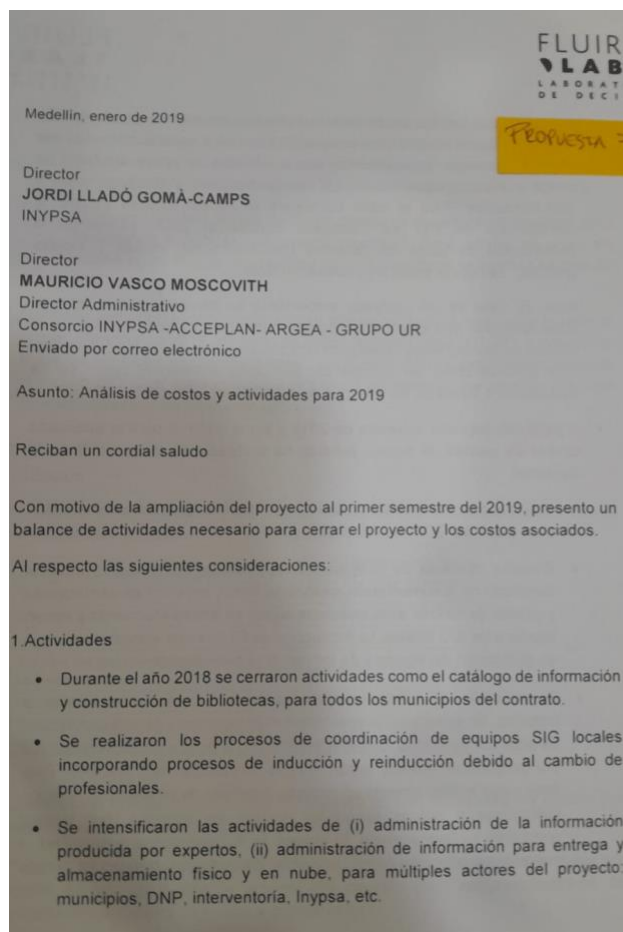 FLUIR
LAB
LABORAT
DE DECI
PROPUESTA
Medellín, enero de 2019
Director
JORDI LLADÓ GOMÀ-CAMPS
INYPSA
Director
MAURICIO VASCO MOSCOVITH
Director Administrativo
Consorcio INYPSA -ACCEPLAN- ARGEA - GRUPO UR
Enviado por correo electrónico
Asunto: Análisis de costos y actividades para 2019
Reciban un cordial saludo
Con motivo de la ampliación del proyecto al primer semestre del 2019, presento un
balance de actividades necesario para cerrar el proyecto y los costos asociados.
Al respecto las siguientes consideraciones:
1.Actividades
• Durante el año 2018 se cerraron actividades como el catálogo de información
y construcción de bibliotecas, para todos los municipios del contrato.
• Se realizaron los procesos de coordinación de equipos SIG locales
incorporando procesos de inducción y reinducción debido al cambio de
profesionales.
• Se intensificaron las actividades de (i) administración de la información
producida por expertos, (ii) administración de información para entrega y
almacenamiento físico y en nube, para múltiples actores del proyecto:
municipios, DNP, interventoría, Inypsa, etc.